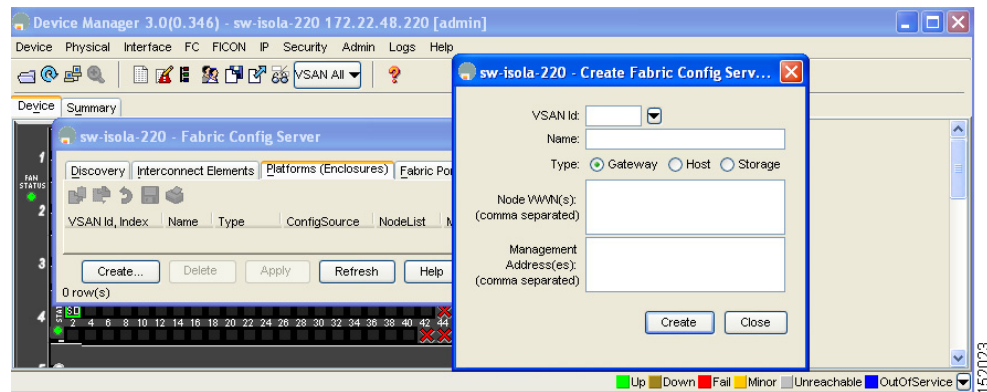 Device Manager 3.0(0.346) - sw-isola-220 172.22.48.220 [admin]
Device Physical Interface FC FICON IP Security Admin Logs Help
VSAN All
Device Summary
sw-isola-220 - Fabric Config Server
Discovery Interconnect Elements Platforms (Enclosures) Fabric Por
VSAN Id, Index Name Type ConfigSource NodeList M
Create... Delete Apply Refresh Help
0 row(s)
1
FAN
STATUS
2
3
4
2 4 6 8 10 12 14 16 18 20 22 24 26 28 30 32 34 36 38 40 42 44
sw-isola-220 - Create Fabric Config Serv...
VSAN Id:
Name:
Type: Gateway Host Storage
Node WWN(s):
(comma separated)
Management
Address(es):
(comma separated)
Create Close
Up Down Fail Minor Unreachable OutOfService
152023